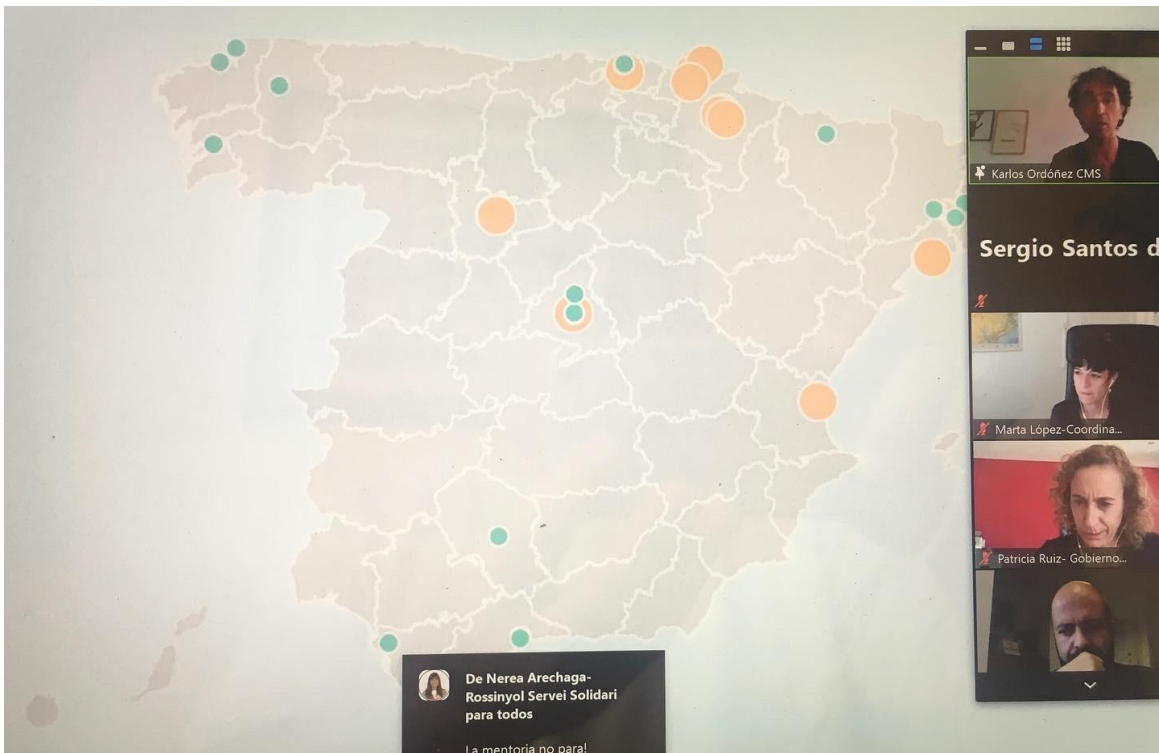 Karlos Ordóñez CMS
Sergio Santos d
Marta López-Coordina...
Patricia Ruiz- Gobierno...
De Nerea Arechaga-
Rossinyol Servei Solidari
para todos
La mentoria no para!